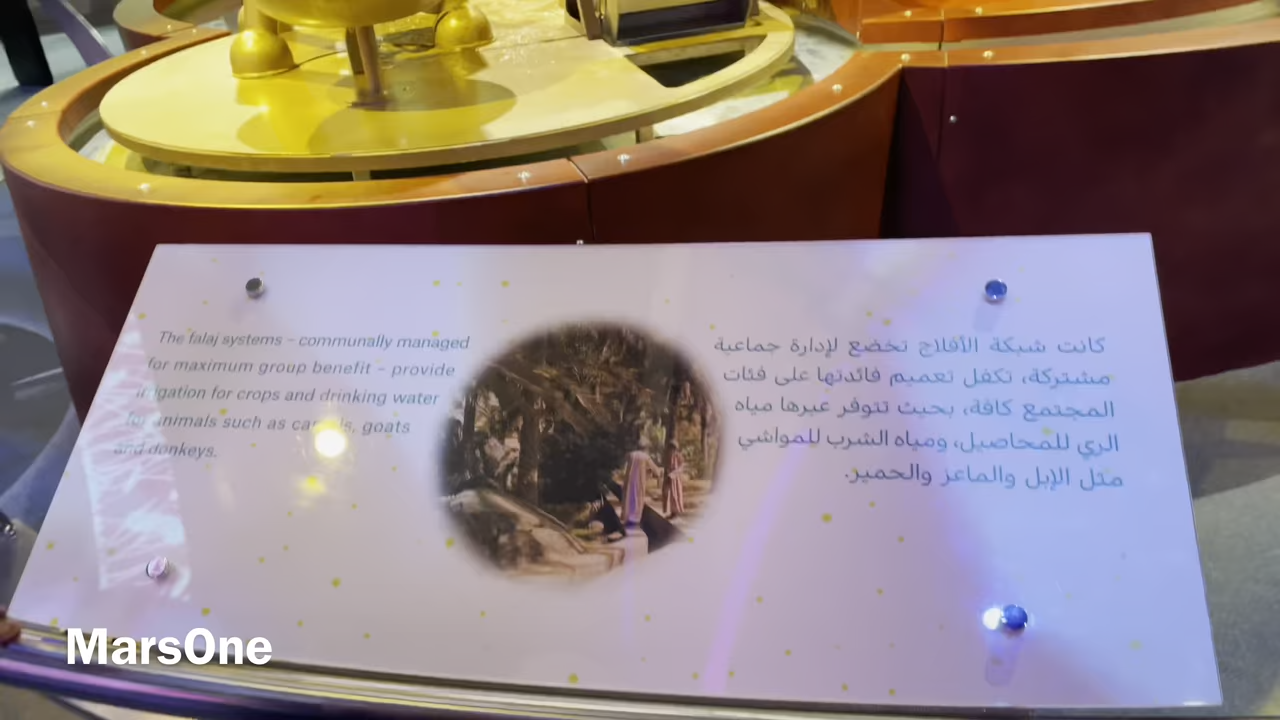 The falaj systems – communally managed
for maximum group benefit – provide
irrigation for crops and drinking water
for animals such as camels, goats
and donkeys.
كانت شبكة الأفلاج تخضع لإدارة جماعية
مشتركة، تكفل تعميم فائدتها على فئات
المجتمع كافة، بحيث تتوفر عبرها مياه
الري للمحاصيل، ومياه الشرب للمواشي
مثل الإبل والماعز والحمير.
MarsOne